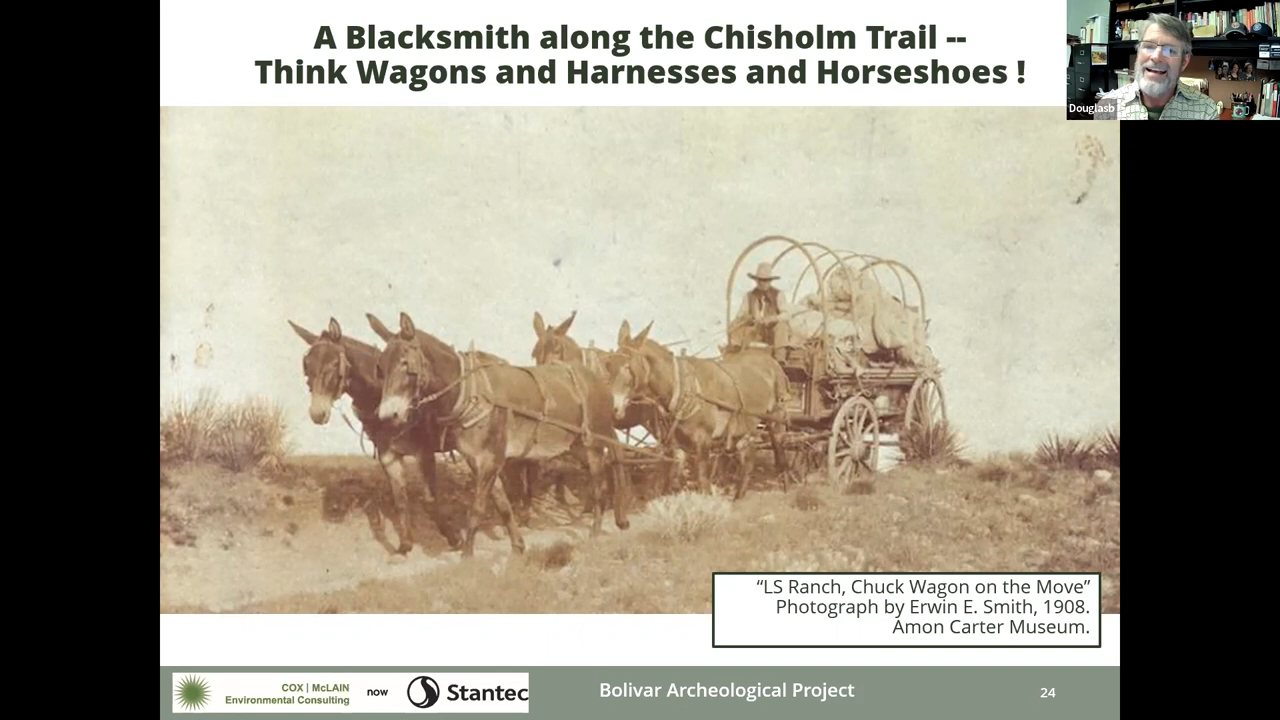 A Blacksmith along the Chisholm Trail --
Think Wagons and Harnesses and Horseshoes !
Douglasb
“LS Ranch, Chuck Wagon on the Move”
Photograph by Erwin E. Smith, 1908.
Amon Carter Museum.
COX | McLAIN
Environmental Consulting
now
Stantec
Bolivar Archeological Project
24